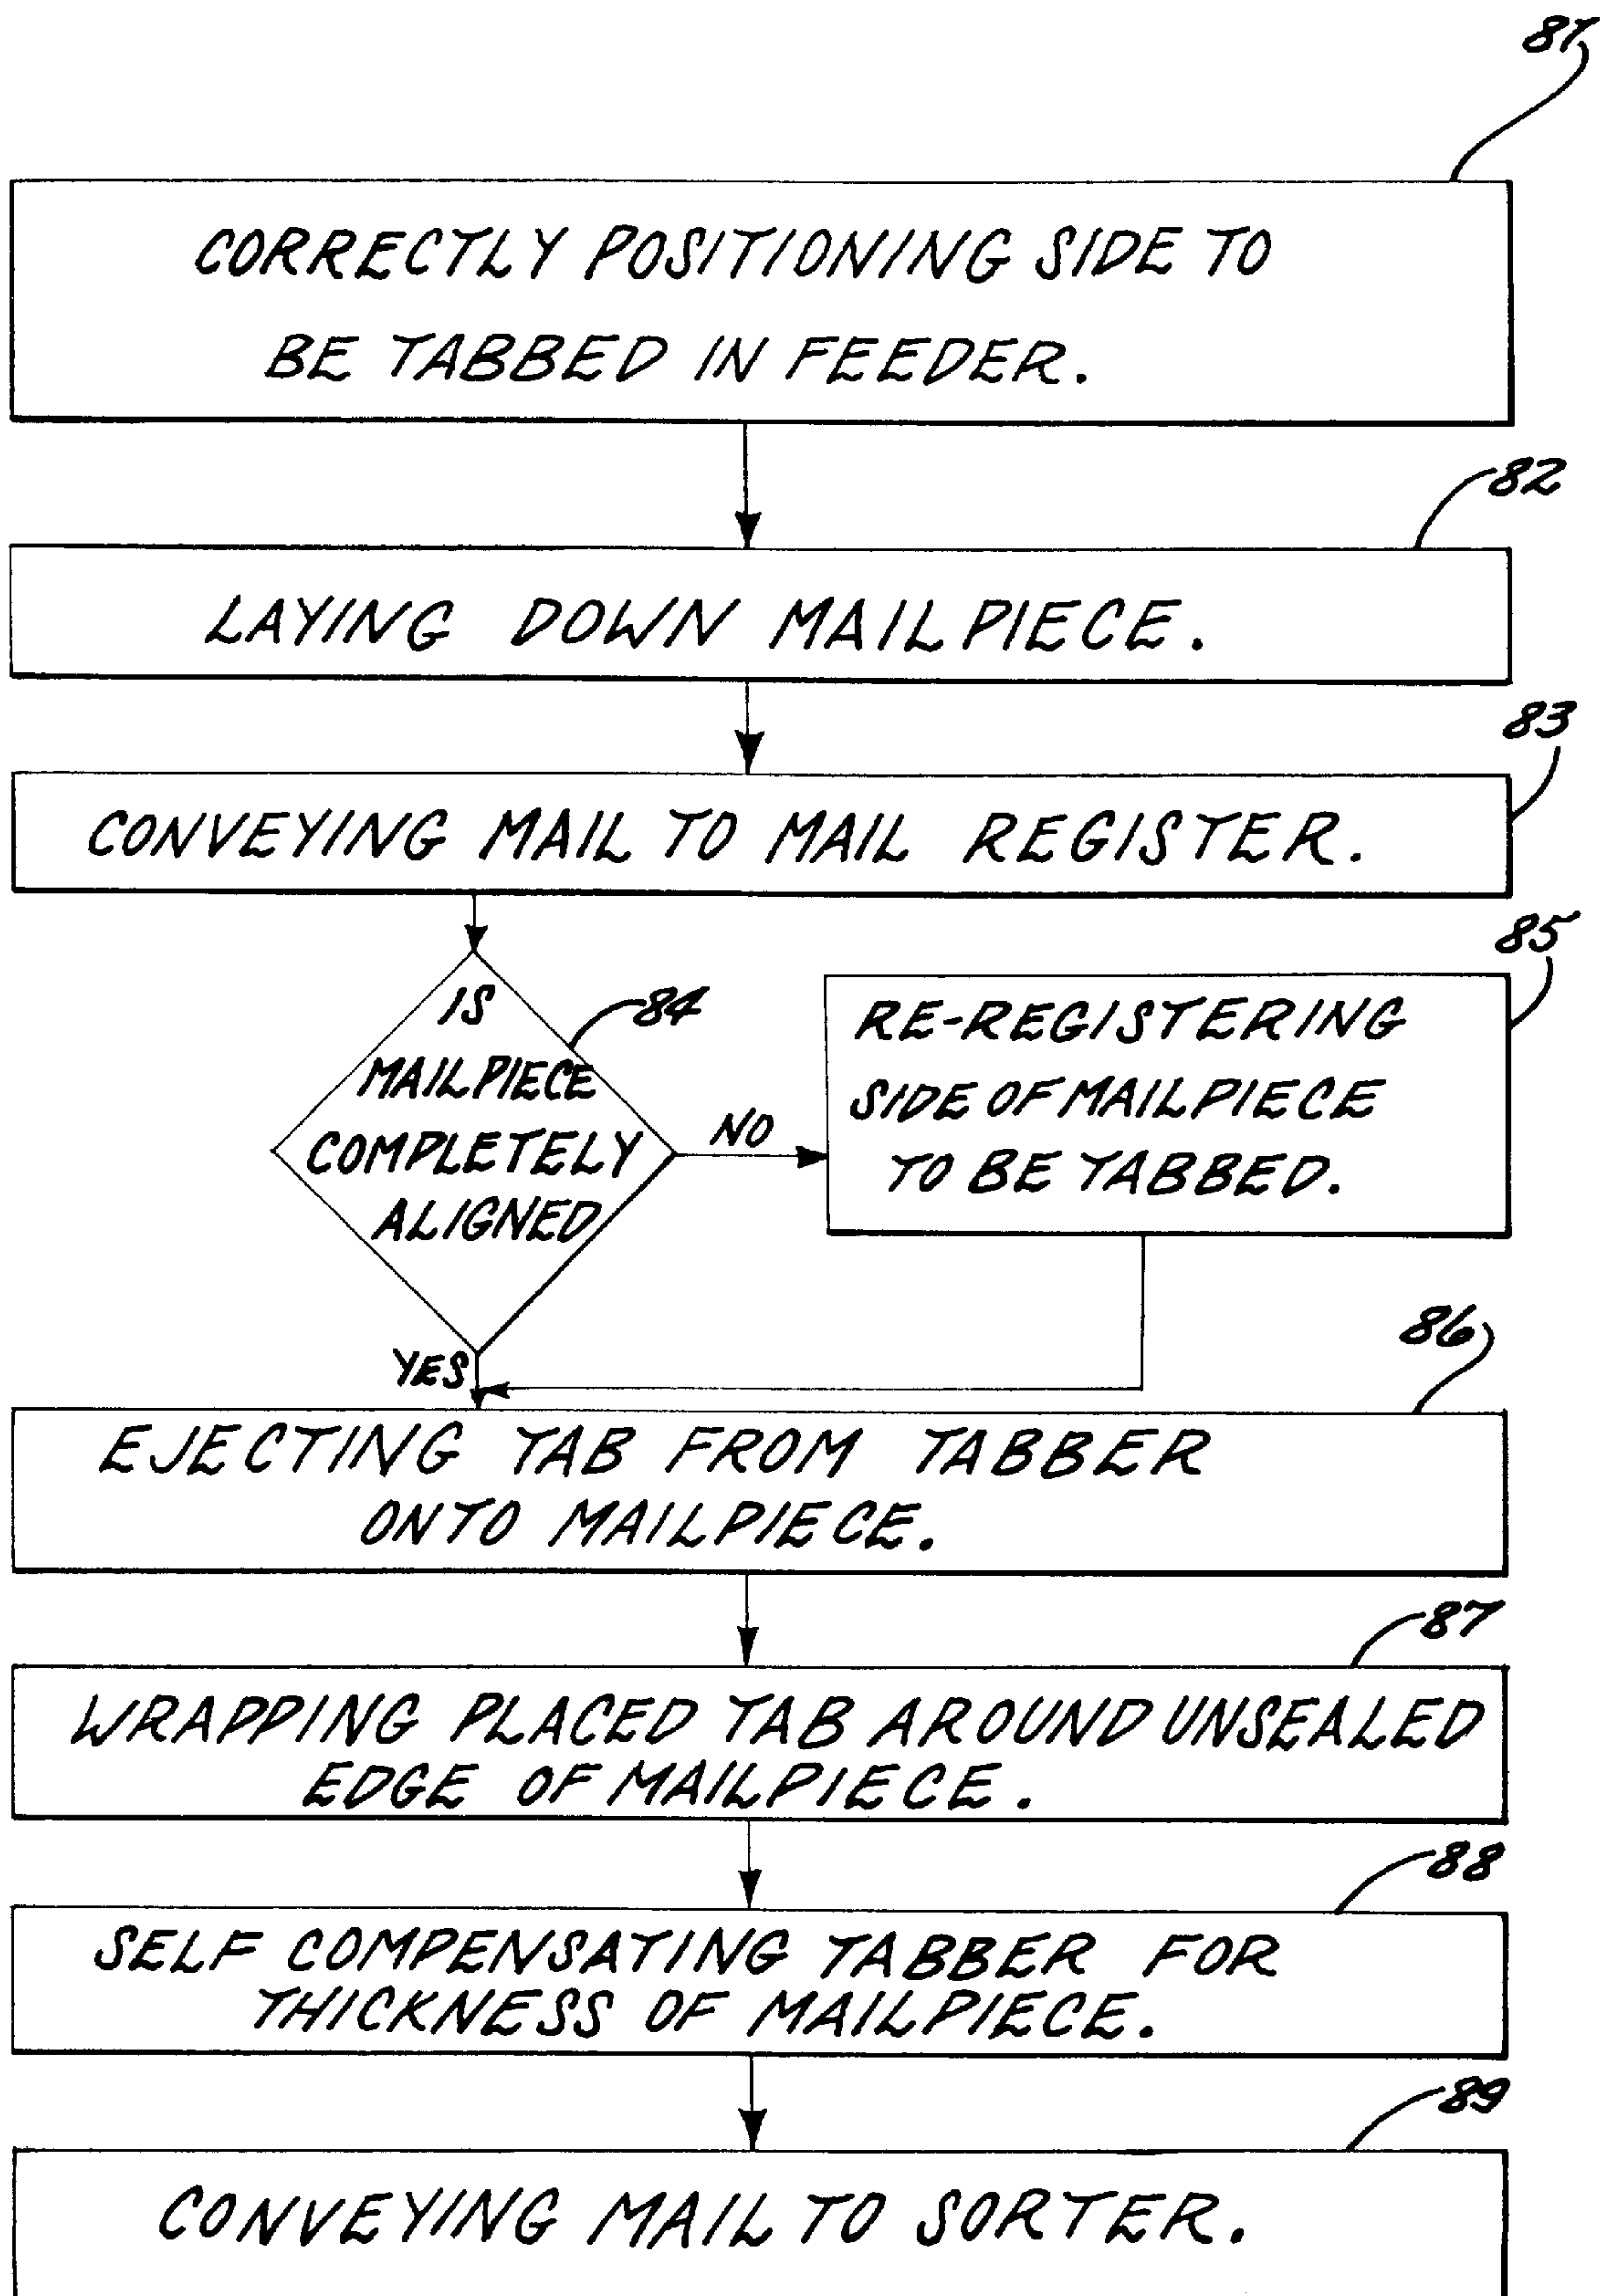 81
CORRECTLY POSITIONING SIDE TO
BE TABBED IN FEEDER.
82
LAYING DOWN MAILPIECE.
83
CONVEYING MAIL TO MAIL REGISTER.
84
IS
MAILPIECE
COMPLETELY
ALIGNED
NO
85
RE-REGISTERING
SIDE OF MAILPIECE
TO BE TABBED.
YES
86
EJECTING TAB FROM TABBER
ONTO MAILPIECE.
87
WRAPPING PLACED TAB AROUND UNSEALED
EDGE OF MAILPIECE.
88
SELF COMPENSATING TABBER FOR
THICKNESS OF MAILPIECE.
89
CONVEYING MAIL TO SORTER.